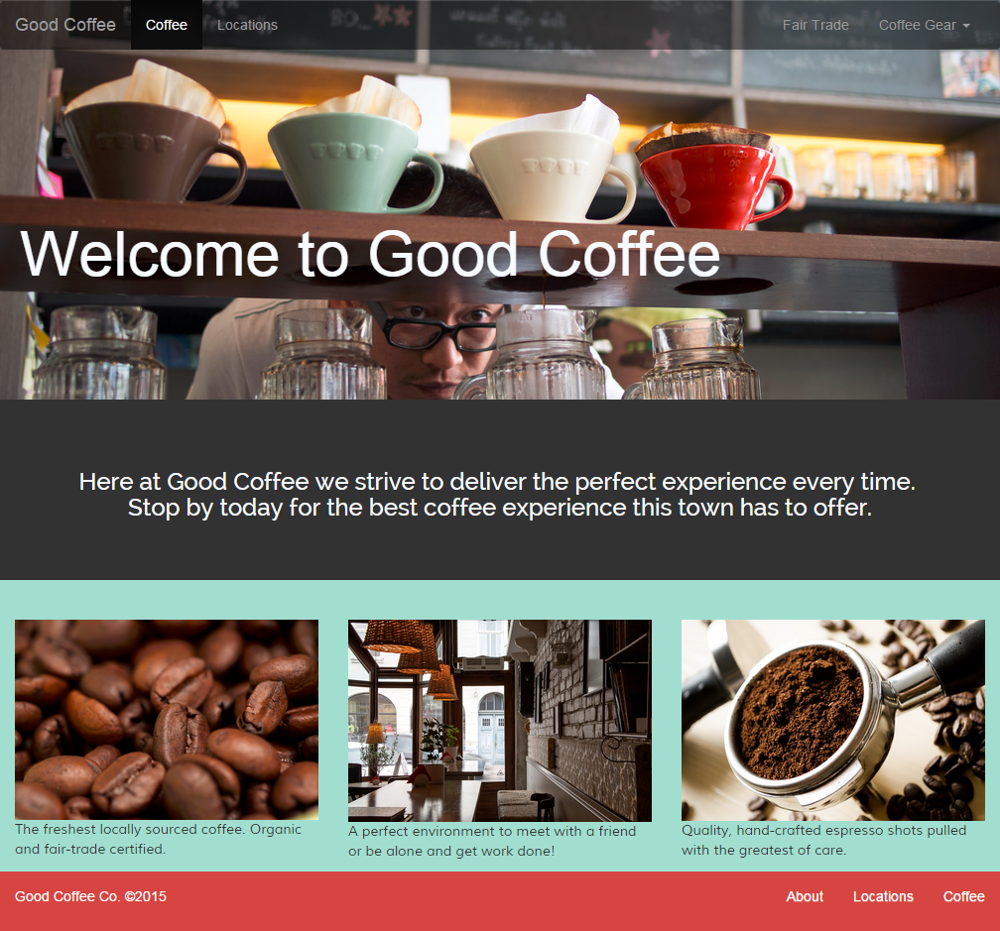 Good Coffee Coffee Locations Fair Trade Coffee Gear
Welcome to Good Coffee
Here at Good Coffee we strive to deliver the perfect experience every time.
Stop by today for the best coffee experience this town has to offer.
The freshest locally sourced coffee. Organic
and fair-trade certified.
A perfect environment to meet with a friend
or be alone and get work done!
Quality, hand-crafted espresso shots pulled
with the greatest of care.
Good Coffee Co. ©2015 About Locations Coffee